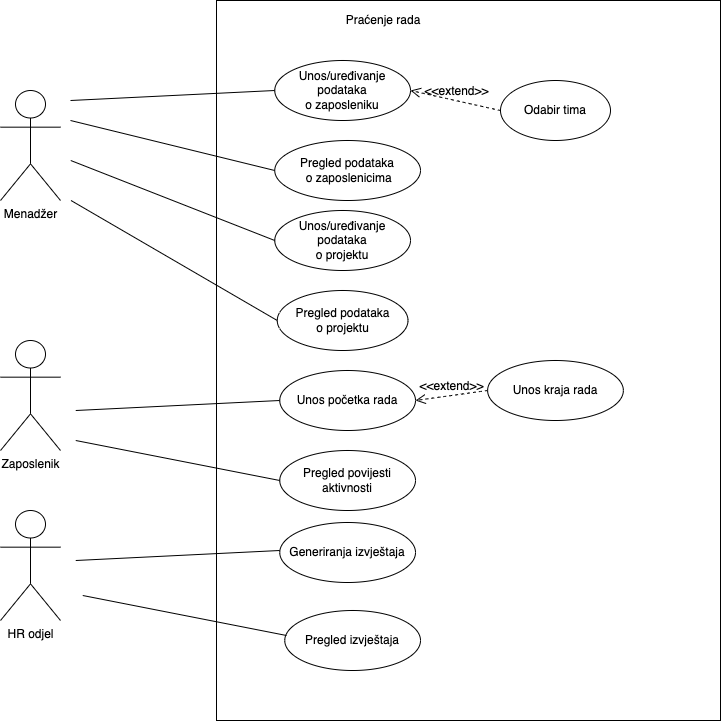 Praćenje rada
Unos/uređivanje
podataka
o zaposleniku
<<extend>>
Odabir tima
Pregled podataka
o zaposlenicima
Menadžer
Unos/uređivanje
podataka
o projektu
Pregled podataka
o projektu
Unos početka rada
<<extend>>
Unos kraja rada
Zaposlenik
Pregled povijesti
aktivnosti
Generiranja izvještaja
HR odjel
Pregled izvještaja